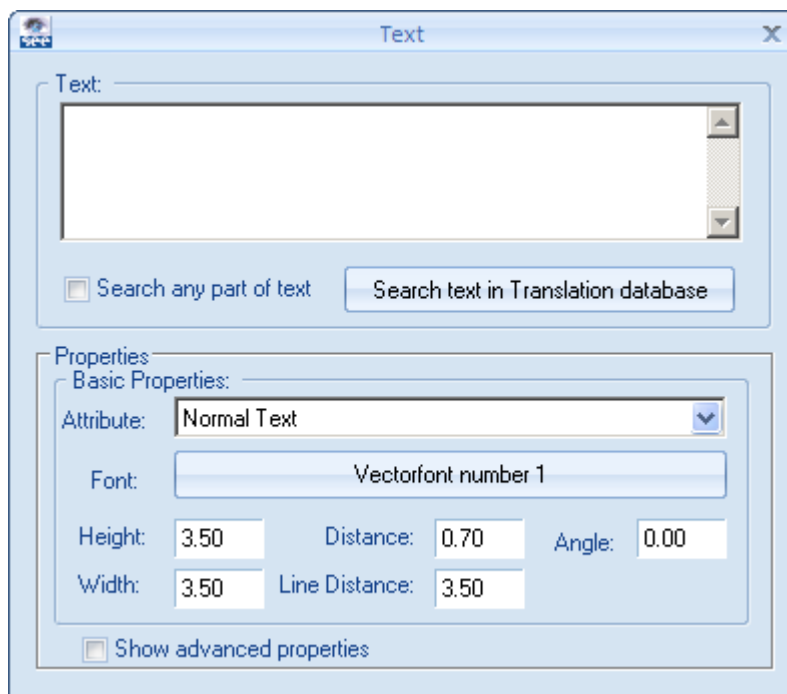 see
Text
Text:
Search any part of text
Search text in Translation database
Properties
Basic Properties:
Attribute: Normal Text
Font: Vectorfont number 1
Height: 3.50 Distance: 0.70 Angle: 0.00
Width: 3.50 Line Distance: 3.50
Show advanced properties